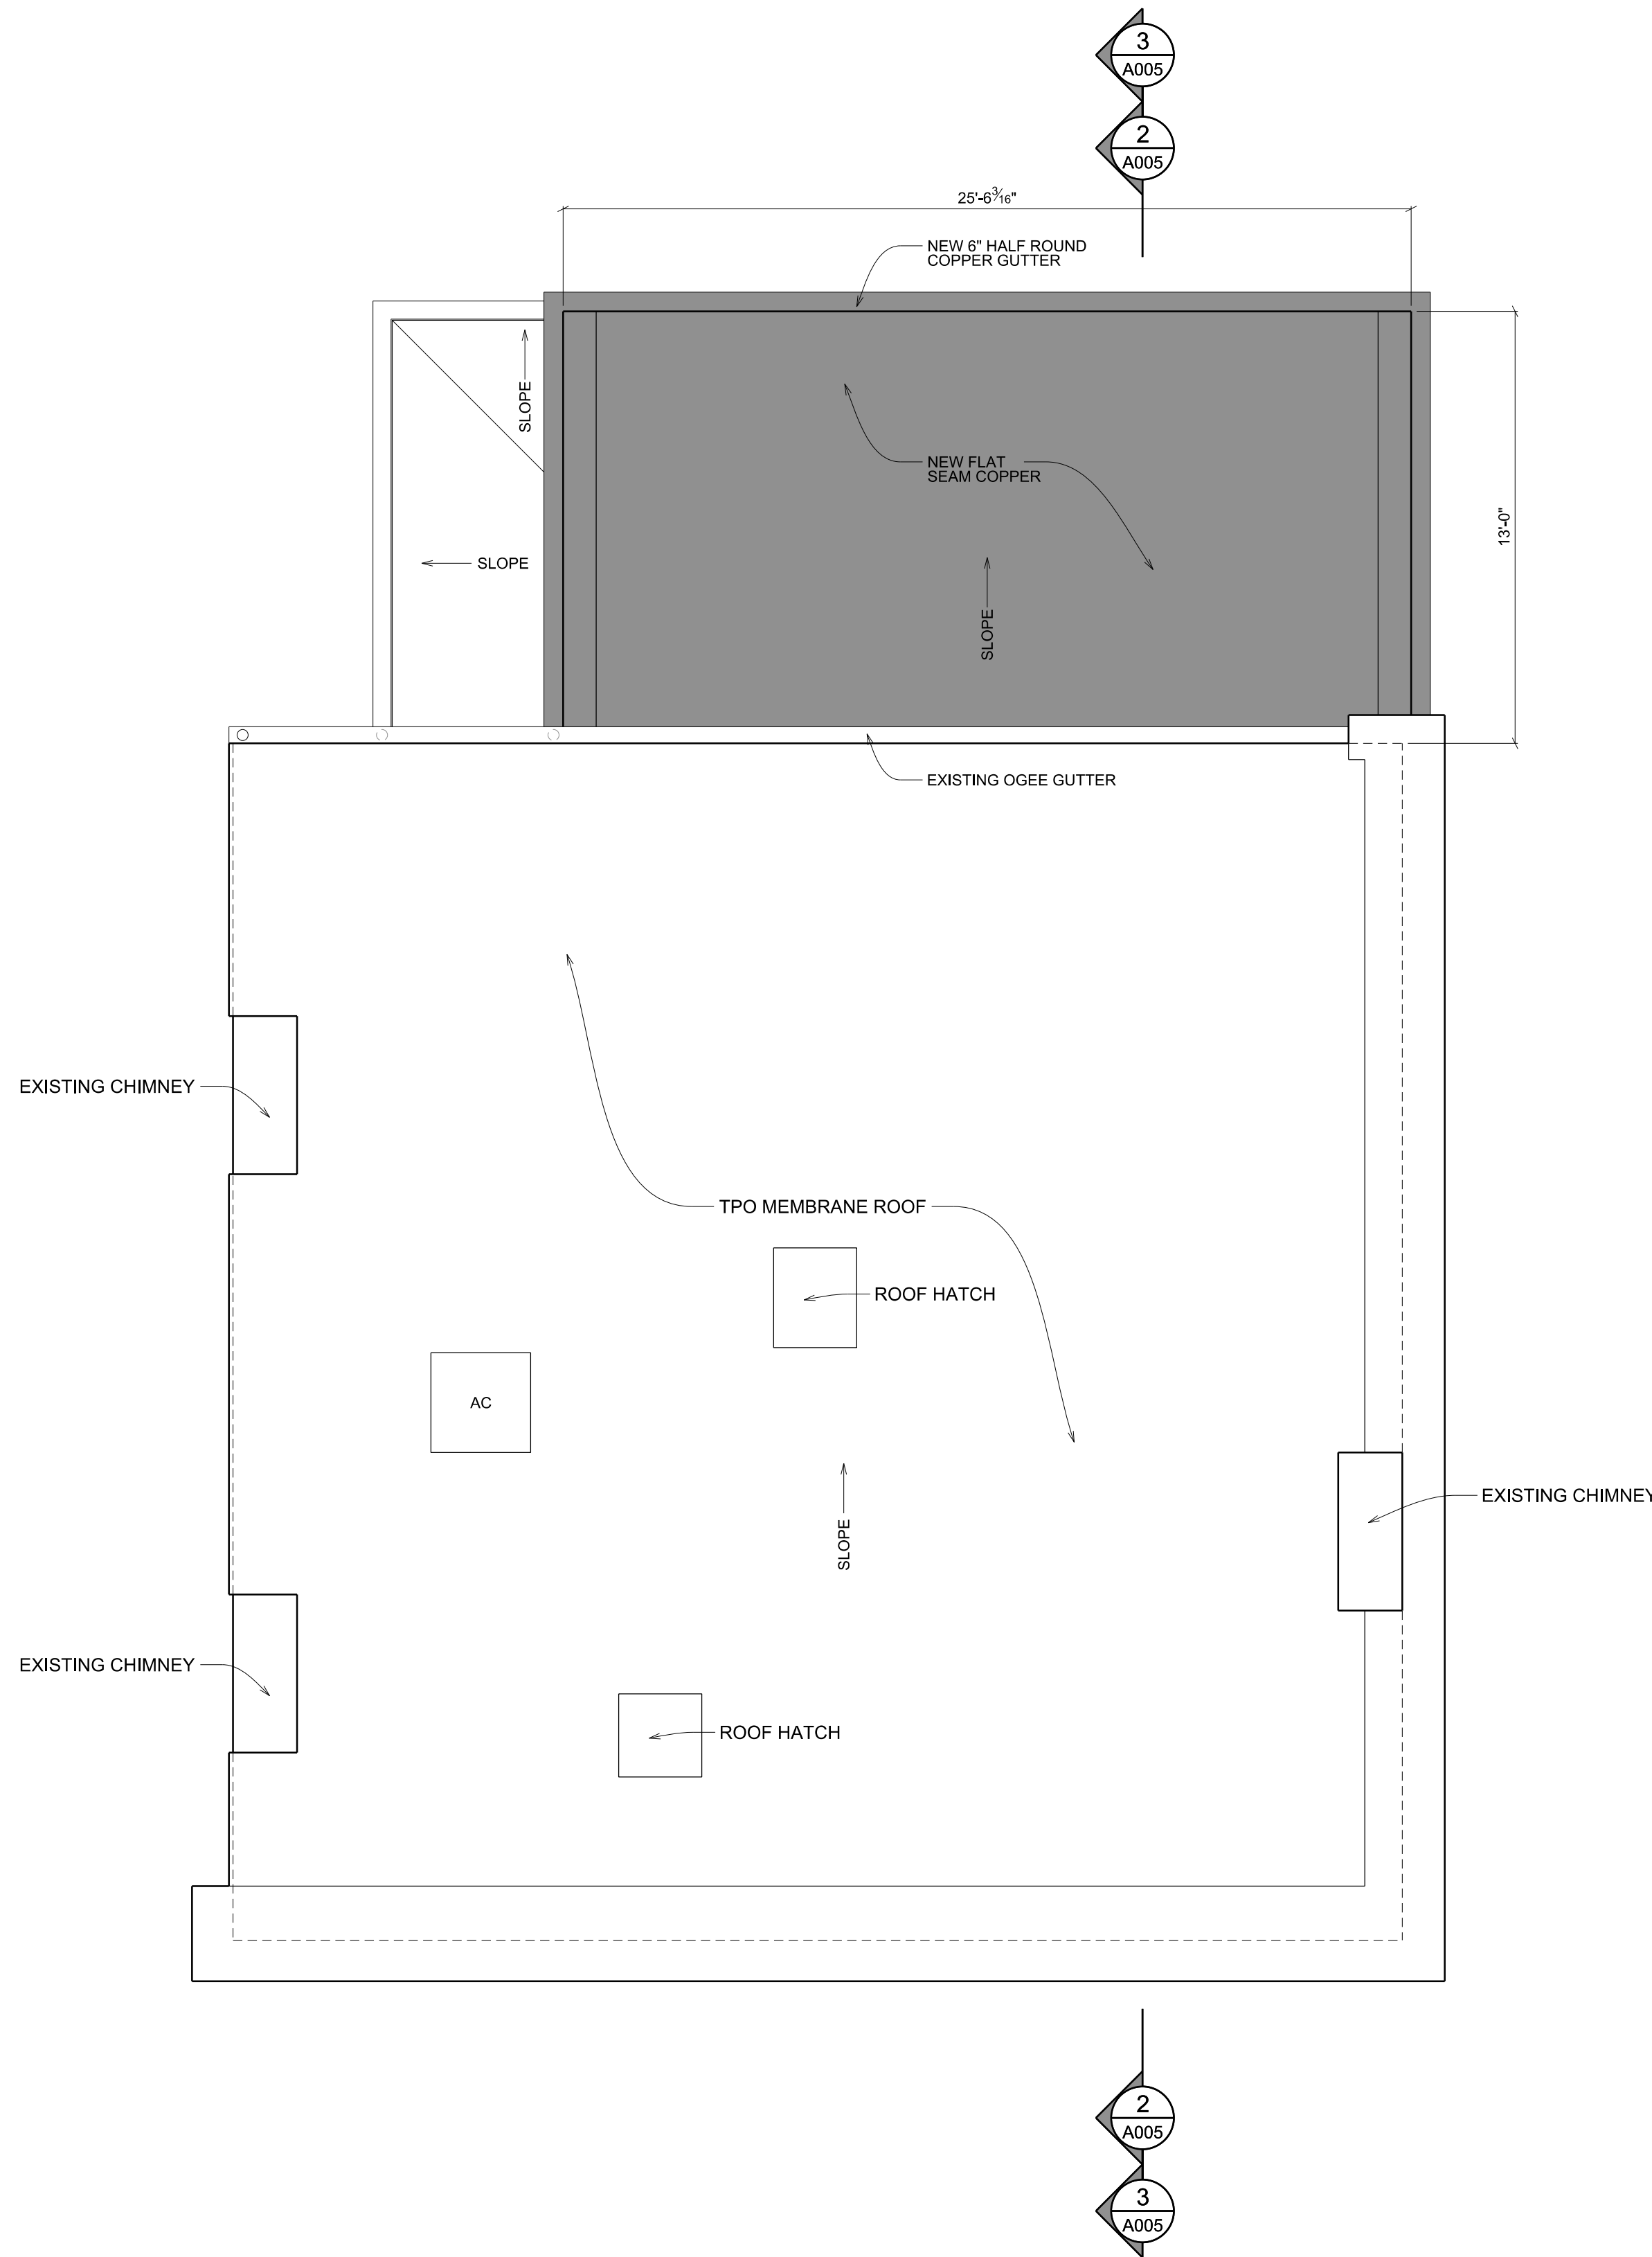 3
A005
2
A005
25'-6 3/16"
NEW 6" HALF ROUND
COPPER GUTTER
SLOPE
NEW FLAT
SEAM COPPER
13'-0"
SLOPE
SLOPE
EXISTING OGEE GUTTER
EXISTING CHIMNEY
TPO MEMBRANE ROOF
ROOF HATCH
AC
EXISTING CHIMNEY
SLOPE
EXISTING CHIMNEY
ROOF HATCH
2
A005
3
A005